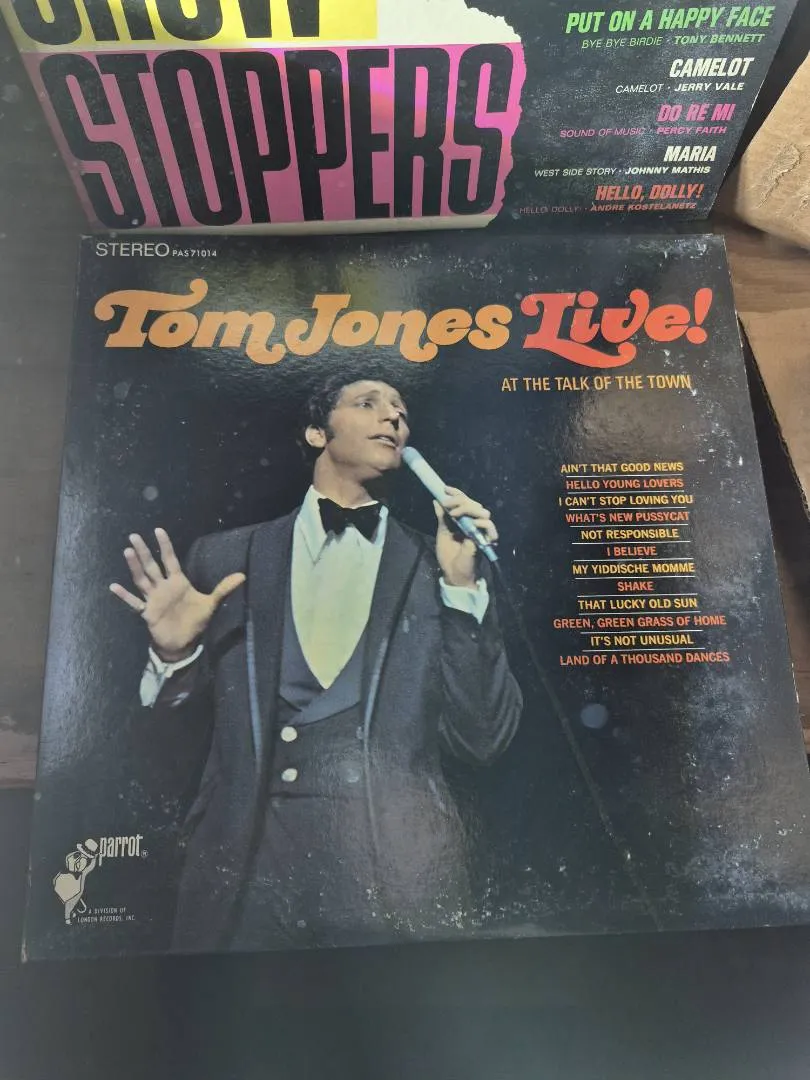 SHOW
STOPPERS
PUT ON A HAPPY FACE
BYE BYE BIRDIE • TONY BENNETT
CAMELOT
CAMELOT • JERRY VALE
DO RE MI
SOUND OF MUSIC • PERCY FAITH
MARIA
WEST SIDE STORY • JOHNNY MATHIS
HELLO, DOLLY!
HELLO, DOLLY! • ANDRE KOSTELANETZ
STEREO PAS 71014
Tom Jones Live!
AT THE TALK OF THE TOWN
AIN'T THAT GOOD NEWS
HELLO YOUNG LOVERS
I CAN'T STOP LOVING YOU
WHAT'S NEW PUSSYCAT
NOT RESPONSIBLE
I BELIEVE
MY YIDDISCHE MOMME
SHAKE
THAT LUCKY OLD SUN
GREEN, GREEN GRASS OF HOME
IT'S NOT UNUSUAL
LAND OF A THOUSAND DANCES
parrot®
A DIVISION OF
LONDON RECORDS, INC.